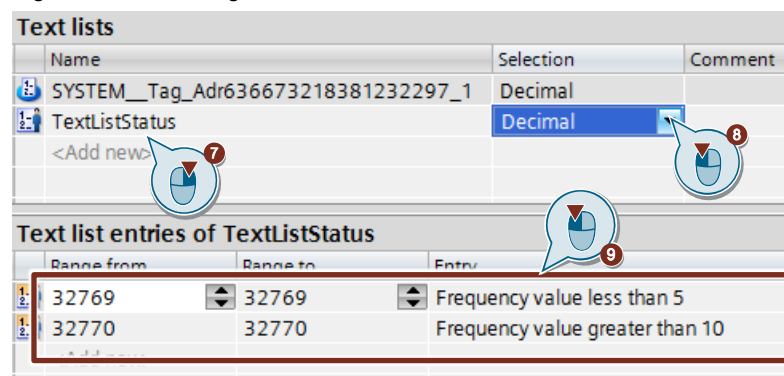 Text lists
Name Selection Comment
SYSTEM__Tag_Adr636673218381232297_1 Decimal
TextListStatus Decimal
8
<Add new>
7
Text list entries of TextListStatus
9
Range from Range to Entry
32769 32769 Frequency value less than 5
32770 32770 Frequency value greater than 10
<Add new>